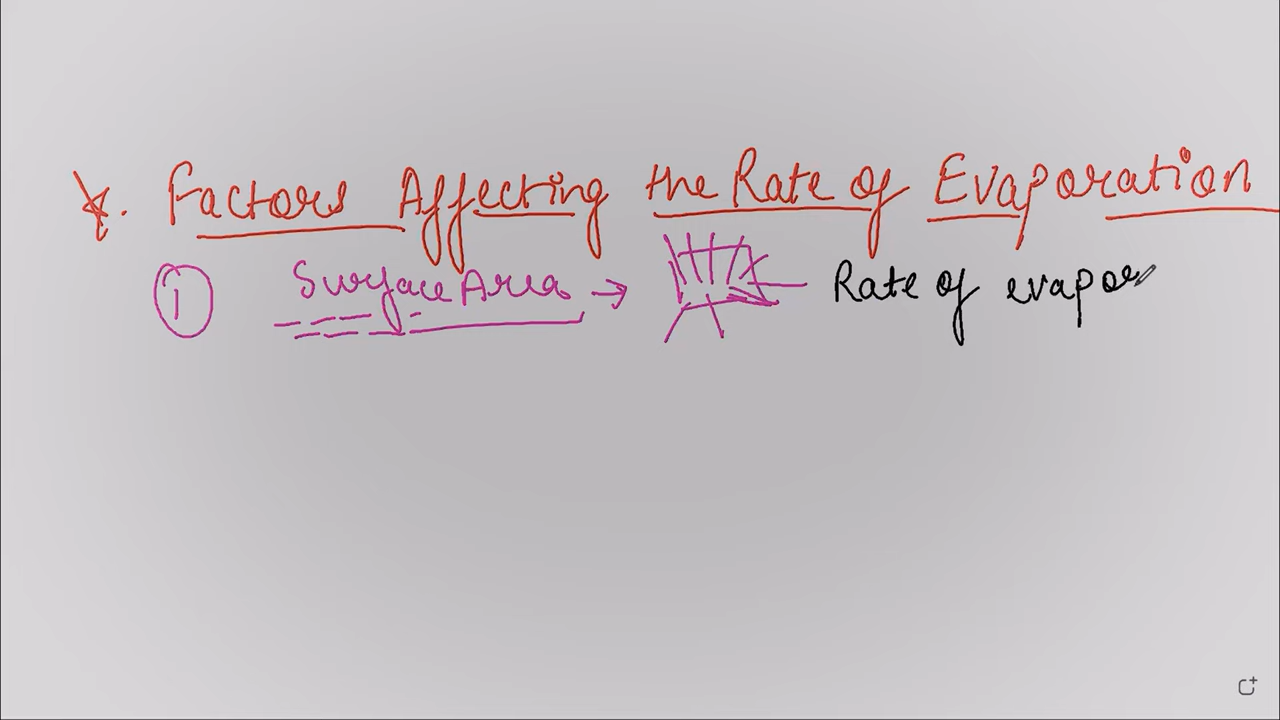 * Factors Affecting the Rate of Evaporation
1 Surface Area → Rate of evapor